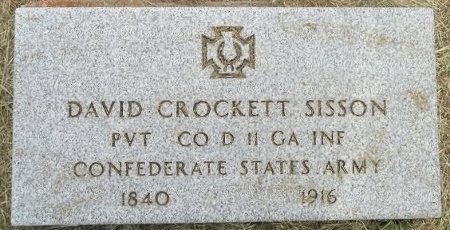 DAVID CROCKETT SISSON
PVT CO D 11 GA INF
CONFEDERATE STATES ARMY
1840 1916